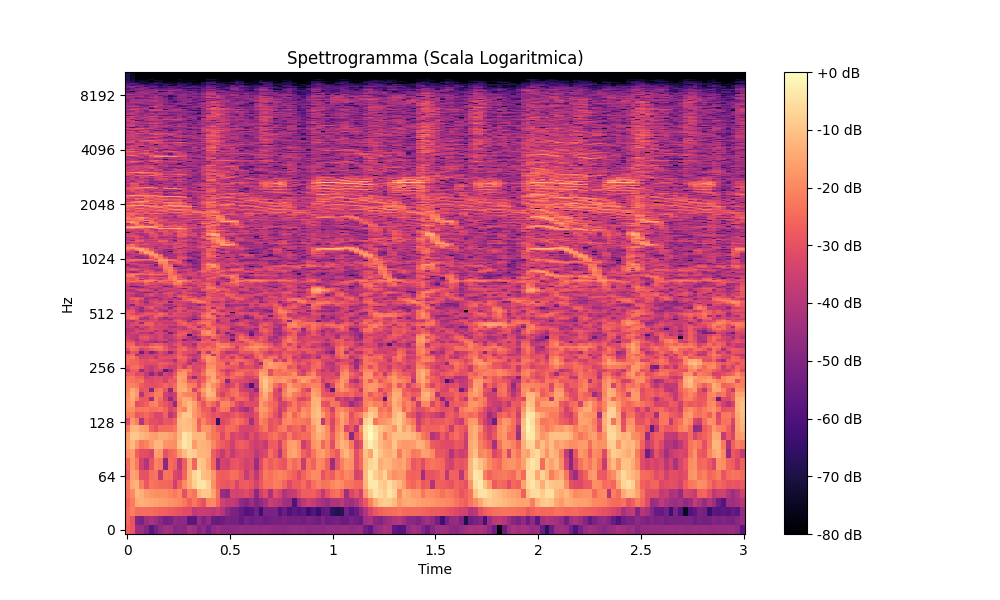 Spettrogramma (Scala Logaritmica)
Hz
8192
4096
2048
1024
512
256
128
64
0
0 0.5 1 1.5 2 2.5 3
Time
+0 dB
-10 dB
-20 dB
-30 dB
-40 dB
-50 dB
-60 dB
-70 dB
-80 dB